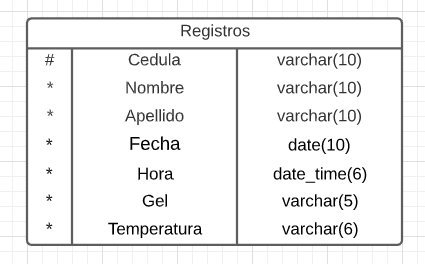 Registros
# Cedula varchar(10)
* Nombre varchar(10)
* Apellido varchar(10)
* Fecha date(10)
* Hora date_time(6)
* Gel varchar(5)
* Temperatura varchar(6)